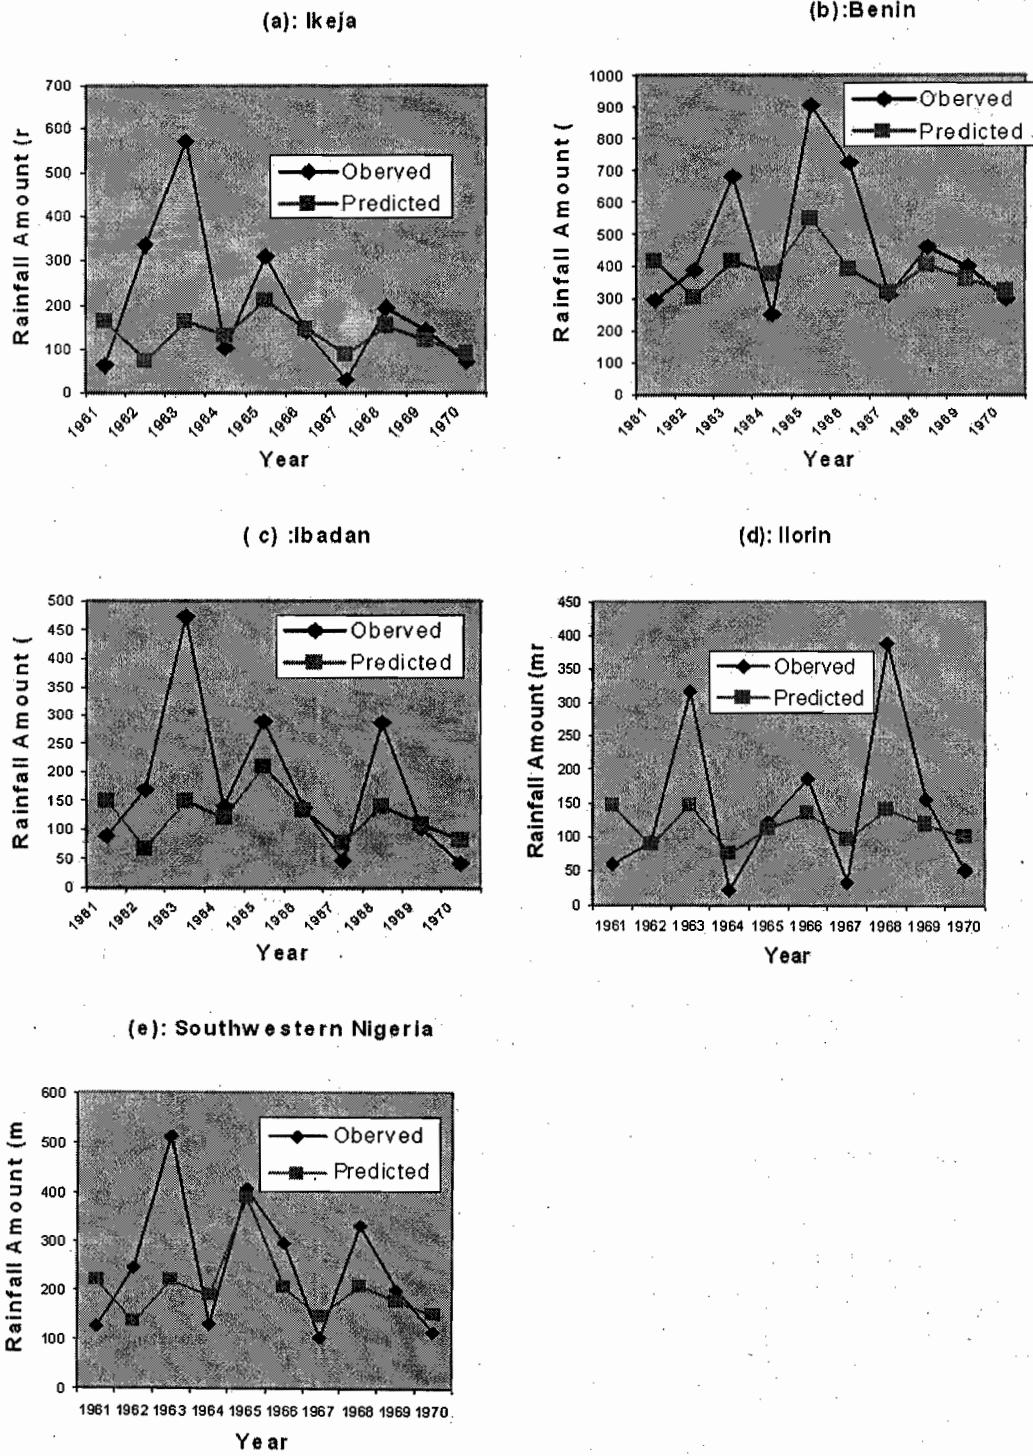 (a): Ikeja
Rainfall Amount (r
700
600
500
400
300
200
100
0
Oberved
Predicted
1961 1962 1963 1964 1965 1966 1967 1968 1969 1970
Year
(b):Benin
Rainfall Amount (
1000
900
800
700
600
500
400
300
200
100
0
Oberved
Predicted
1961 1962 1963 1964 1965 1966 1967 1968 1969 1970
Year
( c) :Ibadan
Rainfall Amount (
500
450
400
350
300
250
200
150
100
50
0
Oberved
Predicted
1961 1962 1963 1964 1965 1966 1967 1968 1969 1970
Year
(d): Ilorin
Rainfall Amount (mr
450
400
350
300
250
200
150
100
50
0
Oberved
Predicted
1961 1962 1963 1964 1965 1966 1967 1968 1969 1970
Year
(e): Southwestern Nigeria
Rainfall Amount (m
600
500
400
300
200
100
0
Oberved
Predicted
1961 1962 1963 1964 1965 1966 1967 1968 1969 1970
Year